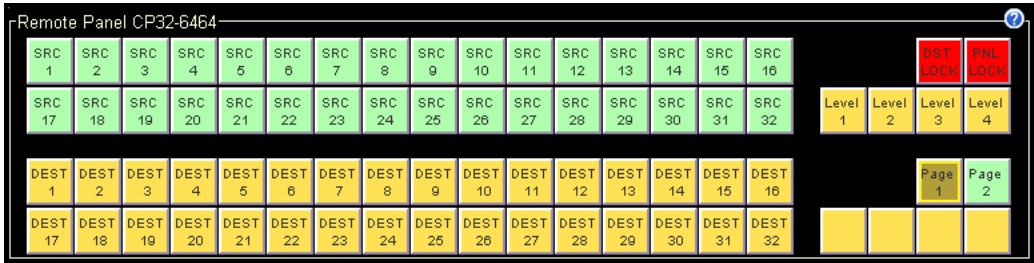 Remote Panel CP32-6464
?
SRC 1 SRC 2 SRC 3 SRC 4 SRC 5 SRC 6 SRC 7 SRC 8 SRC 9 SRC 10 SRC 11 SRC 12 SRC 13 SRC 14 SRC 15 SRC 16 DST LOCK PNL LOCK
SRC 17 SRC 18 SRC 19 SRC 20 SRC 21 SRC 22 SRC 23 SRC 24 SRC 25 SRC 26 SRC 27 SRC 28 SRC 29 SRC 30 SRC 31 SRC 32 Level 1 Level 2 Level 3 Level 4
DEST 1 DEST 2 DEST 3 DEST 4 DEST 5 DEST 6 DEST 7 DEST 8 DEST 9 DEST 10 DEST 11 DEST 12 DEST 13 DEST 14 DEST 15 DEST 16 Page 1 Page 2
DEST 17 DEST 18 DEST 19 DEST 20 DEST 21 DEST 22 DEST 23 DEST 24 DEST 25 DEST 26 DEST 27 DEST 28 DEST 29 DEST 30 DEST 31 DEST 32